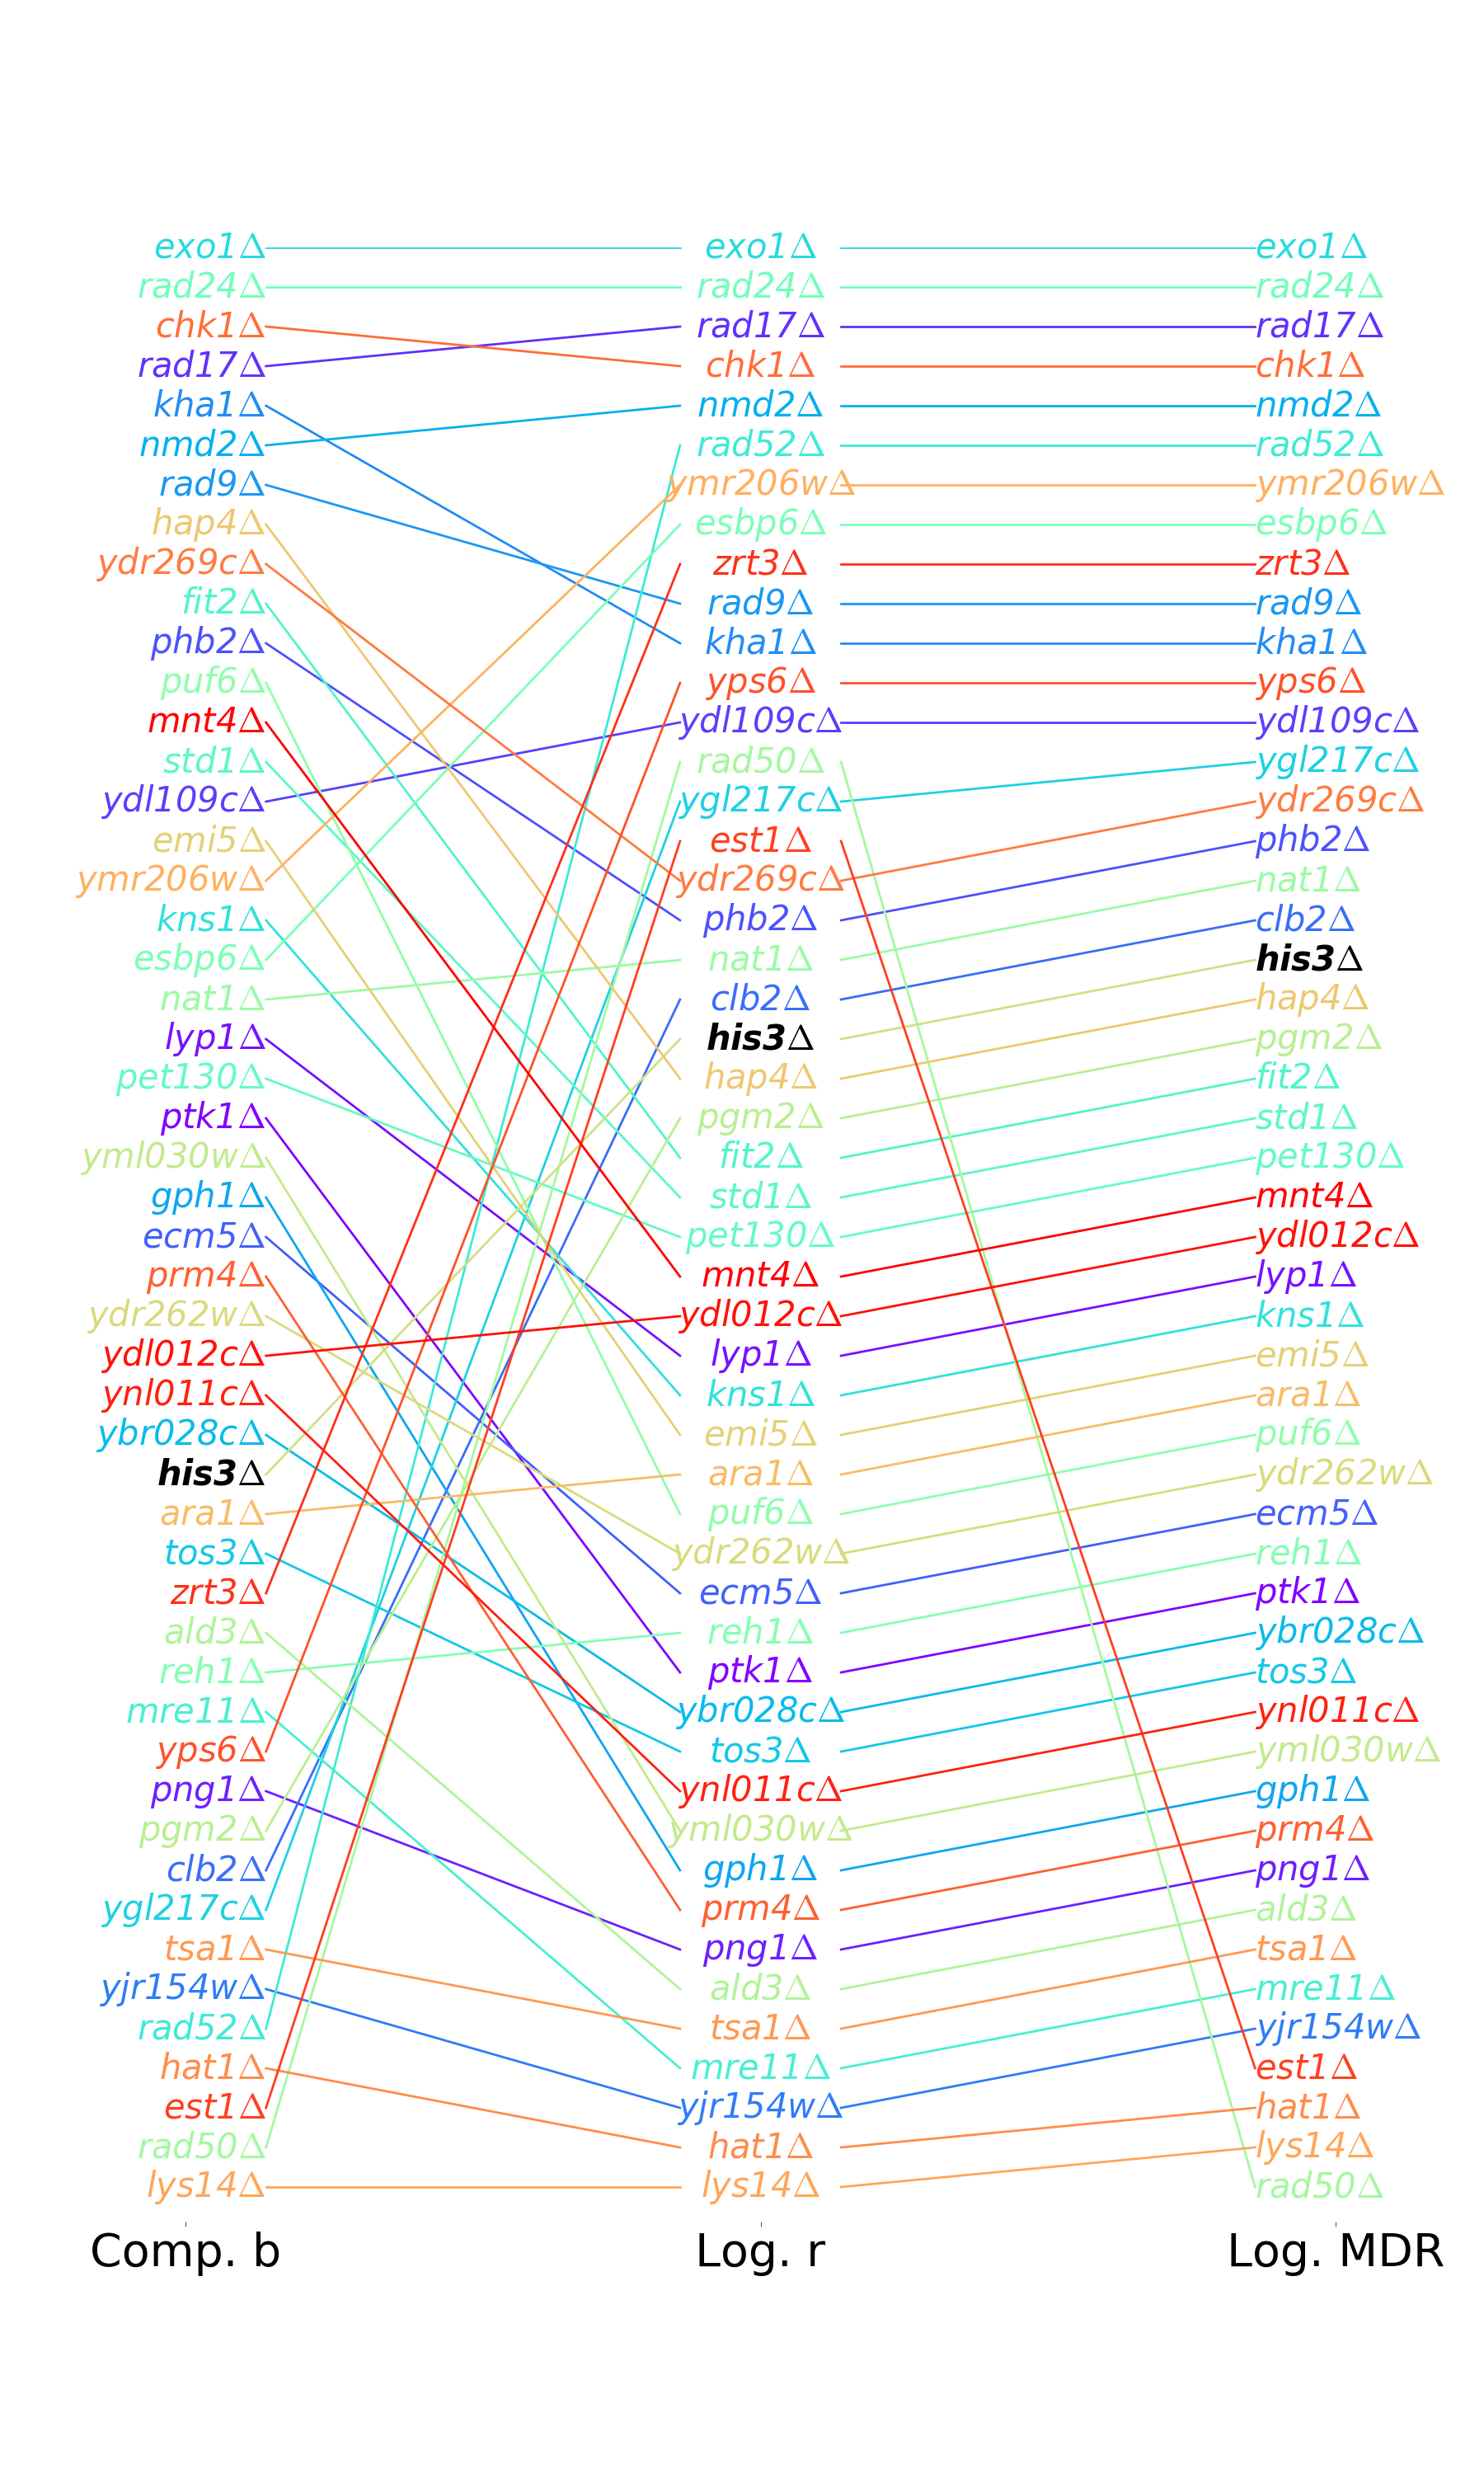 exo1Δ exo1Δ exo1Δ
rad24Δ rad24Δ rad24Δ
chk1Δ rad17Δ rad17Δ
rad17Δ chk1Δ chk1Δ
kha1Δ nmd2Δ nmd2Δ
nmd2Δ rad52Δ rad52Δ
rad9Δ ymr206wΔ ymr206wΔ
hap4Δ esbp6Δ esbp6Δ
ydr269cΔ zrt3Δ zrt3Δ
fit2Δ rad9Δ rad9Δ
phb2Δ kha1Δ kha1Δ
puf6Δ yps6Δ yps6Δ
mnt4Δ ydl109cΔ ydl109cΔ
std1Δ rad50Δ ygl217cΔ
ydl109cΔ ygl217cΔ ydr269cΔ
emi5Δ est1Δ phb2Δ
ymr206wΔ ydr269cΔ nat1Δ
kns1Δ phb2Δ clb2Δ
esbp6Δ nat1Δ his3Δ
nat1Δ clb2Δ hap4Δ
lyp1Δ his3Δ pgm2Δ
pet130Δ hap4Δ fit2Δ
ptk1Δ pgm2Δ std1Δ
yml030wΔ fit2Δ pet130Δ
gph1Δ std1Δ mnt4Δ
ecm5Δ pet130Δ ydl012cΔ
prm4Δ mnt4Δ lyp1Δ
ydr262wΔ ydl012cΔ kns1Δ
ydl012cΔ lyp1Δ emi5Δ
ynl011cΔ kns1Δ ara1Δ
ybr028cΔ emi5Δ puf6Δ
his3Δ ara1Δ ydr262wΔ
ara1Δ puf6Δ ecm5Δ
tos3Δ ydr262wΔ reh1Δ
zrt3Δ ecm5Δ ptk1Δ
ald3Δ reh1Δ ybr028cΔ
reh1Δ ptk1Δ tos3Δ
mre11Δ ybr028cΔ ynl011cΔ
yps6Δ tos3Δ yml030wΔ
png1Δ ynl011cΔ gph1Δ
pgm2Δ yml030wΔ prm4Δ
clb2Δ gph1Δ png1Δ
ygl217cΔ prm4Δ ald3Δ
tsa1Δ png1Δ tsa1Δ
yjr154wΔ ald3Δ mre11Δ
rad52Δ tsa1Δ yjr154wΔ
hat1Δ mre11Δ est1Δ
est1Δ yjr154wΔ hat1Δ
rad50Δ hat1Δ lys14Δ
lys14Δ lys14Δ rad50Δ
Comp. b Log. r Log. MDR